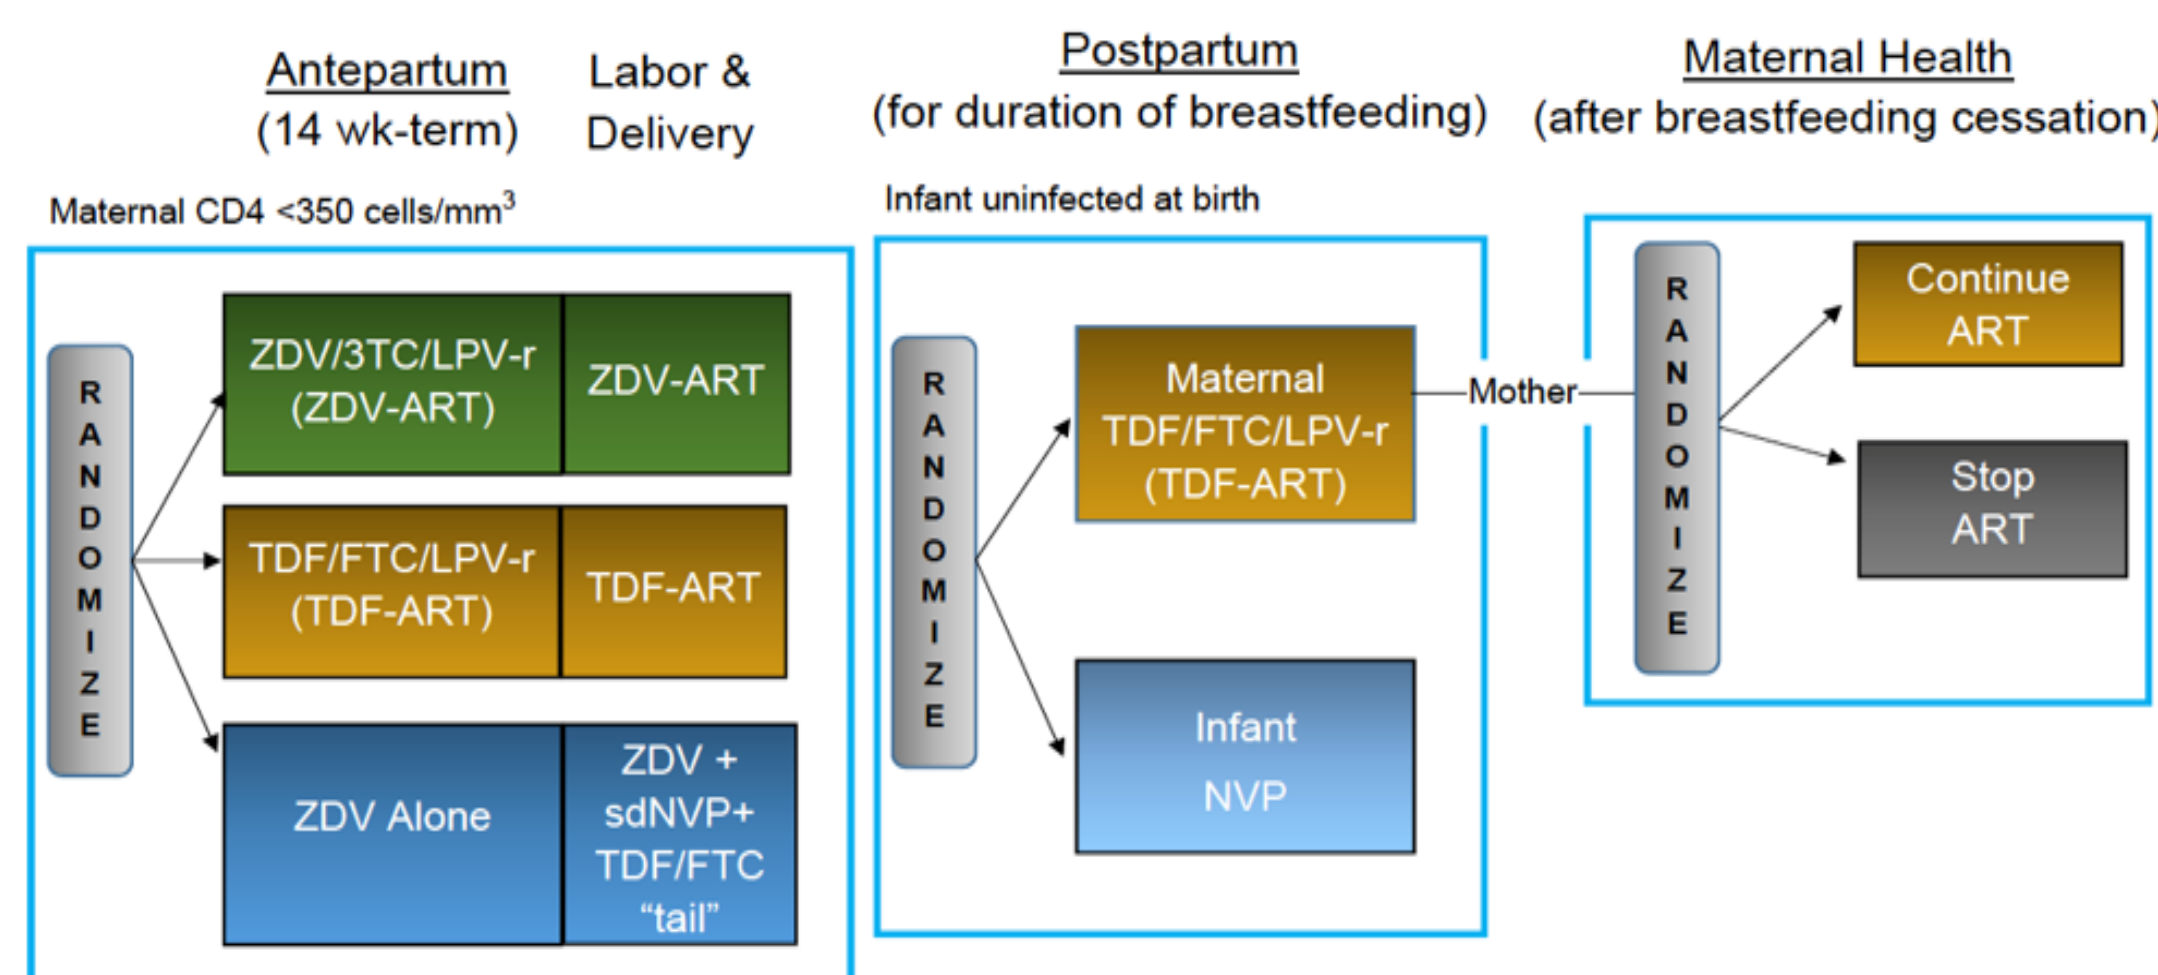 Antepartum
(14 wk-term)
Labor &
Delivery
Maternal CD4 <350 cells/mm³
RANDOMIZE
ZDV/3TC/LPV-r
(ZDV-ART)
ZDV-ART
TDF/FTC/LPV-r
(TDF-ART)
TDF-ART
ZDV Alone
ZDV +
sdNVP+
TDF/FTC
“tail”
Postpartum
(for duration of breastfeeding)
Infant uninfected at birth
RANDOMIZE
Maternal
TDF/FTC/LPV-r
(TDF-ART)
Infant
NVP
Mother
Maternal Health
(after breastfeeding cessation)
RANDOMIZE
Continue
ART
Stop
ART